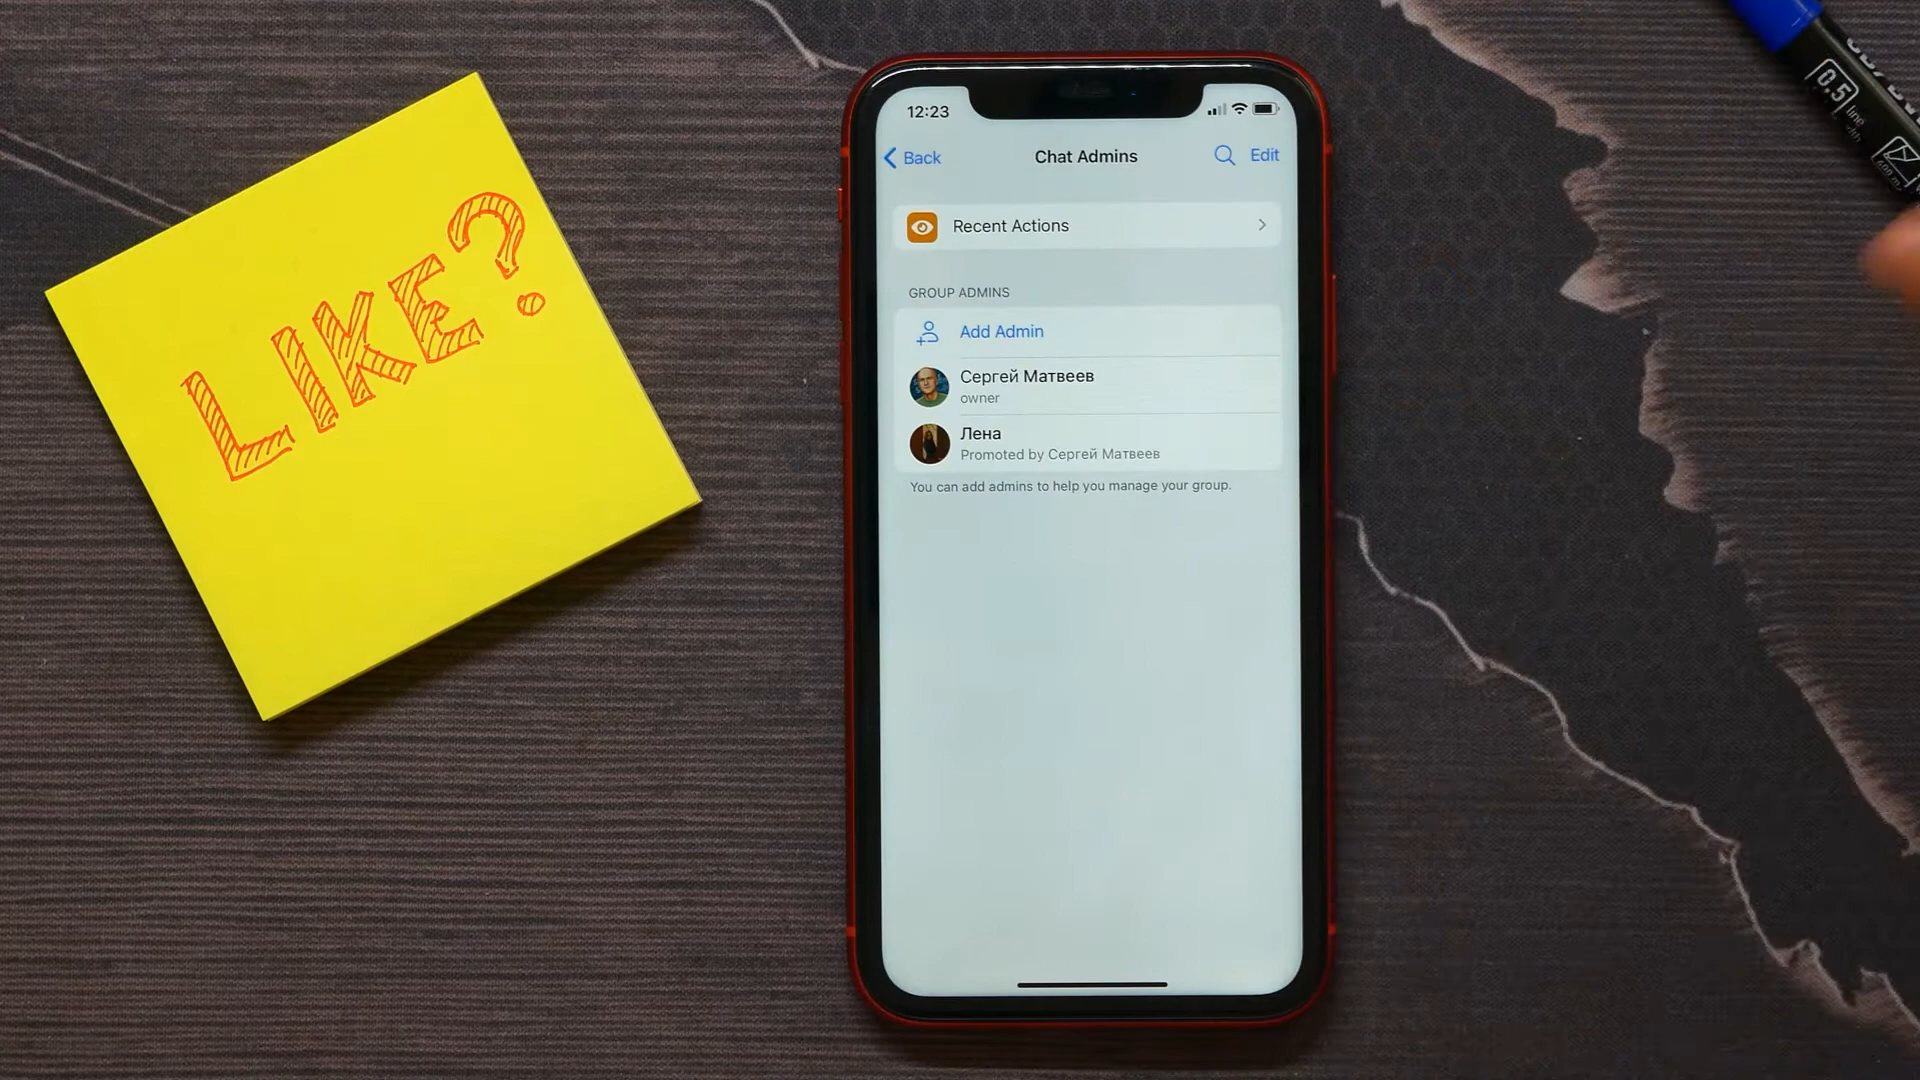 LIKE?
12:23
Back
Chat Admins
Edit
Recent Actions
GROUP ADMINS
Add Admin
Сергей Матвеев
owner
Лена
Promoted by Сергей Матвеев
You can add admins to help you manage your group.
0.5 line